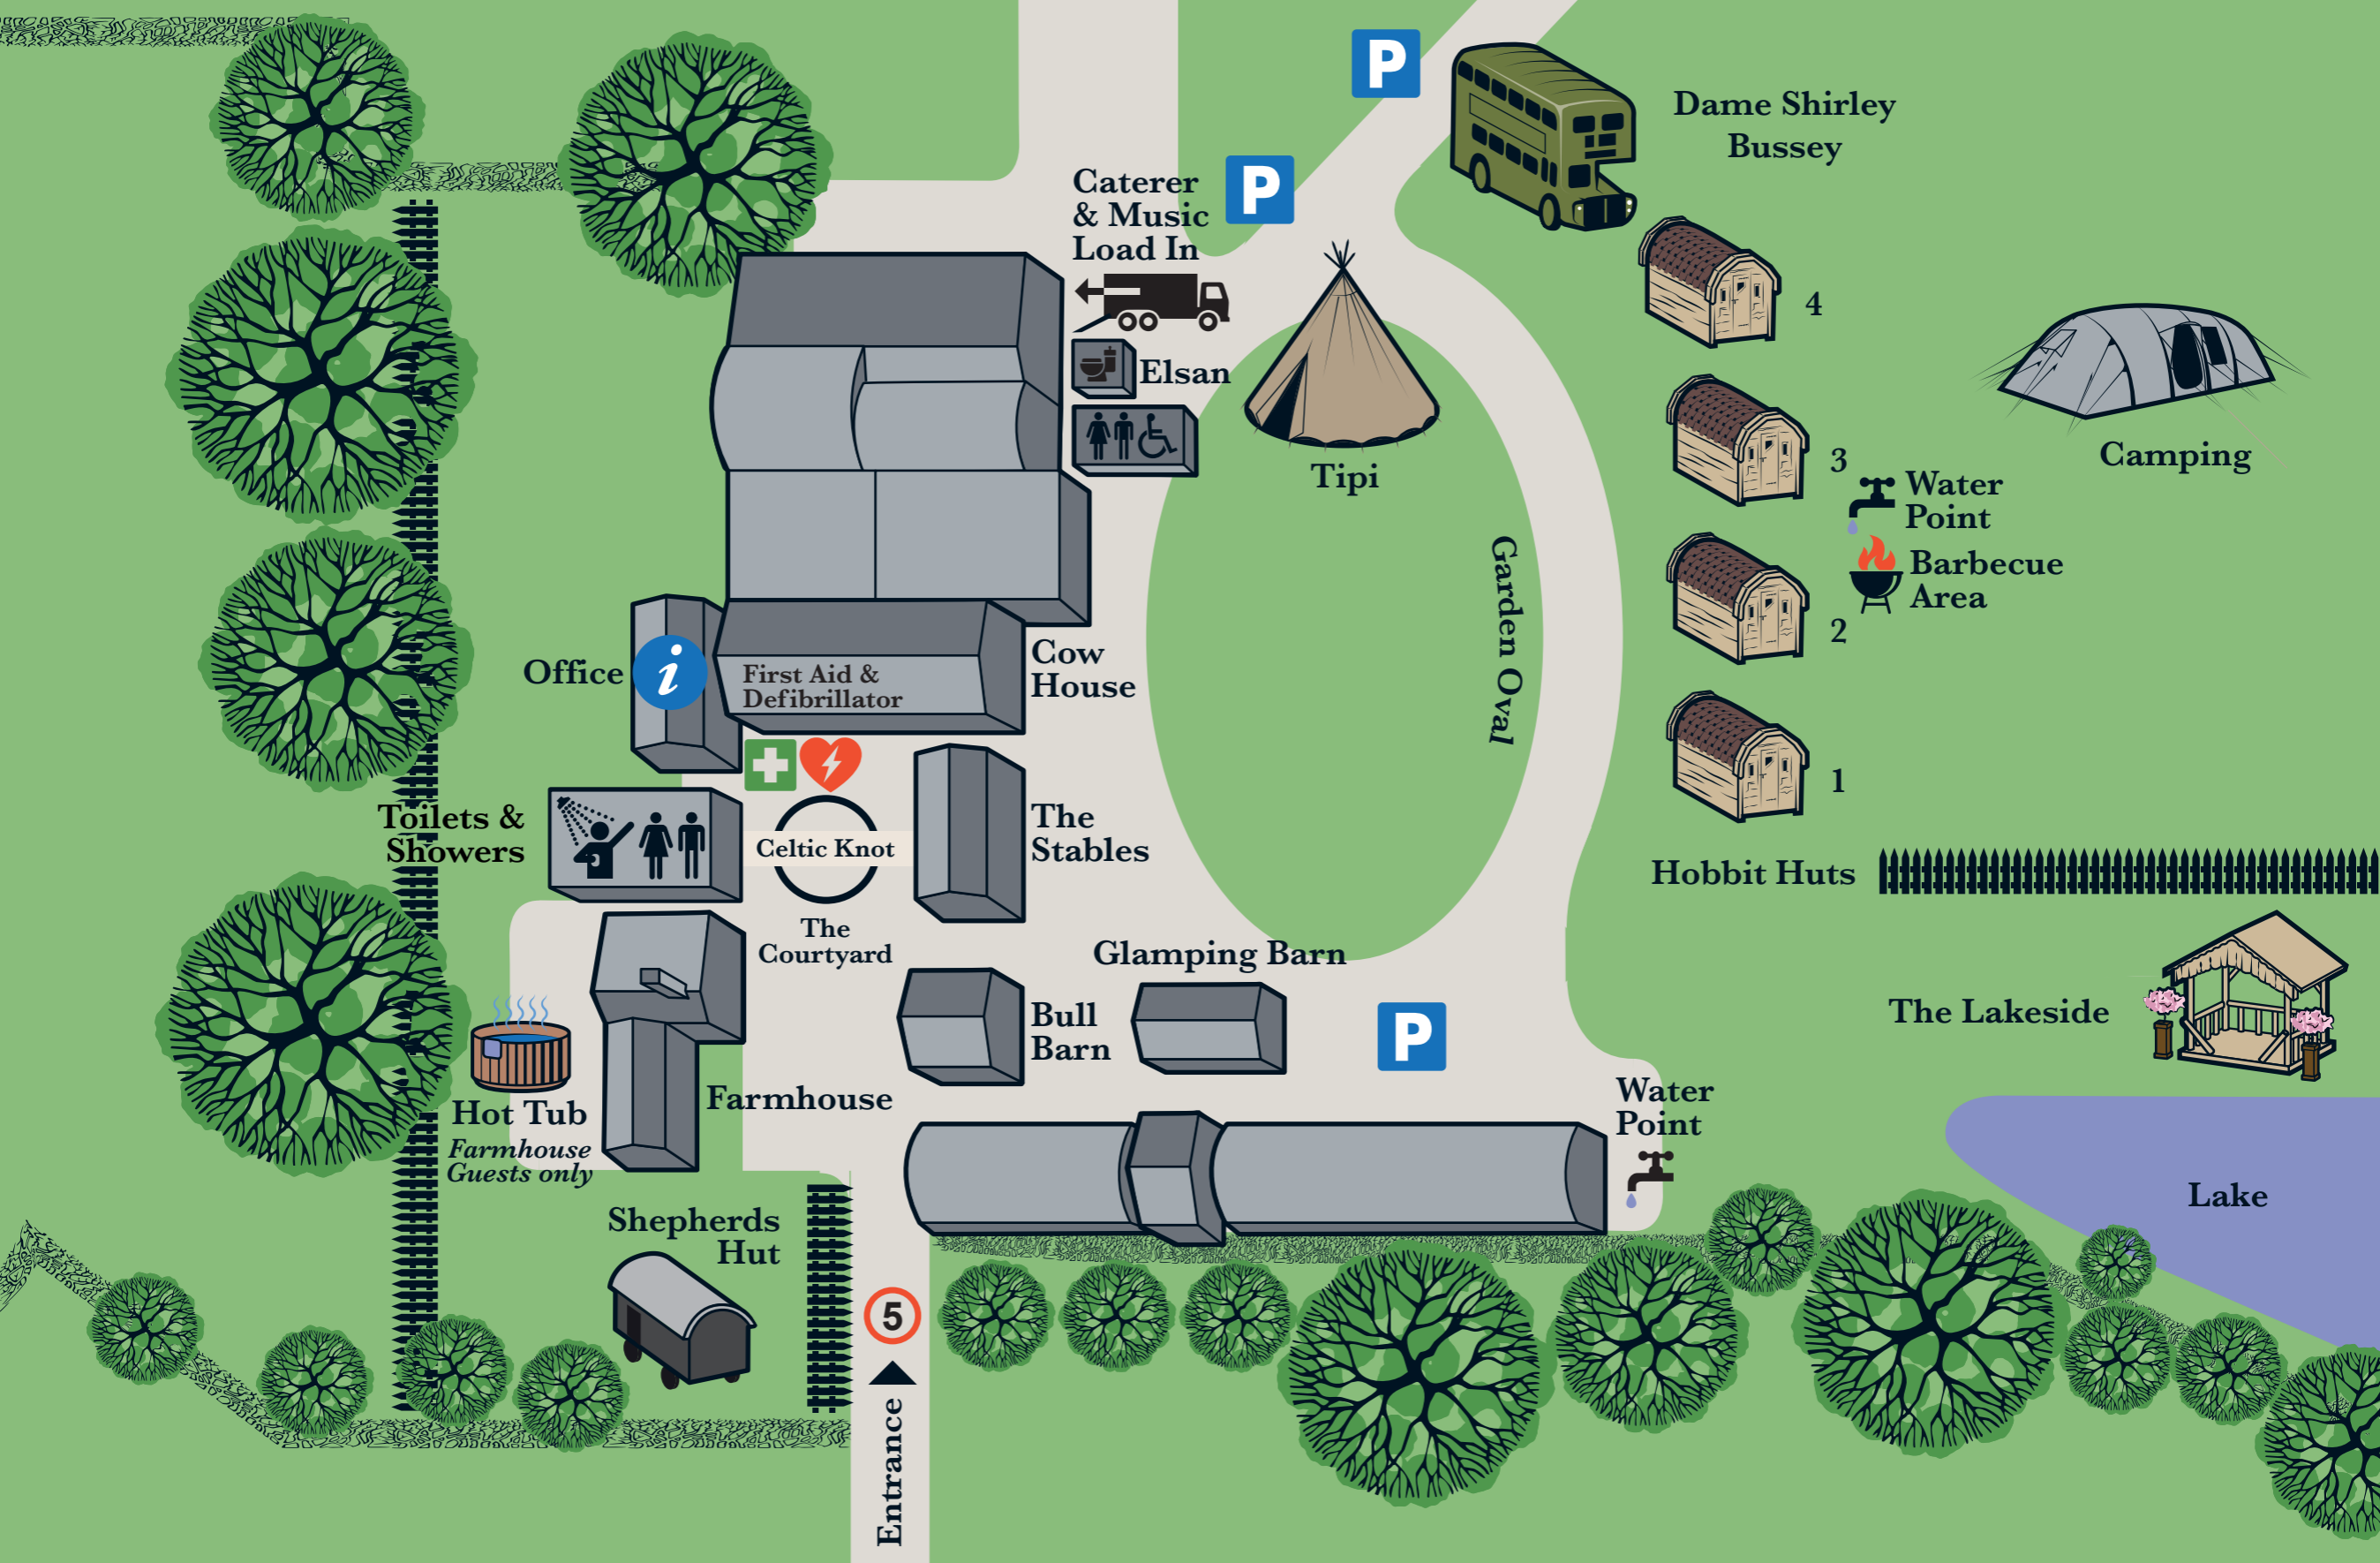 P
Dame Shirley
Bussey
Caterer
& Music
Load In
P
4
Elsan
Camping
Tipi
3
Water
Point
Barbecue
Area
2
Garden Oval
Office
i
First Aid &
Defibrillator
Cow
House
1
Toilets &
Showers
Celtic Knot
The
Stables
Hobbit Huts
The
Courtyard
Glamping Barn
The Lakeside
Bull
Barn
P
Farmhouse
Hot Tub
Farmhouse
Guests only
Water
Point
Lake
Shepherds
Hut
5
Entrance